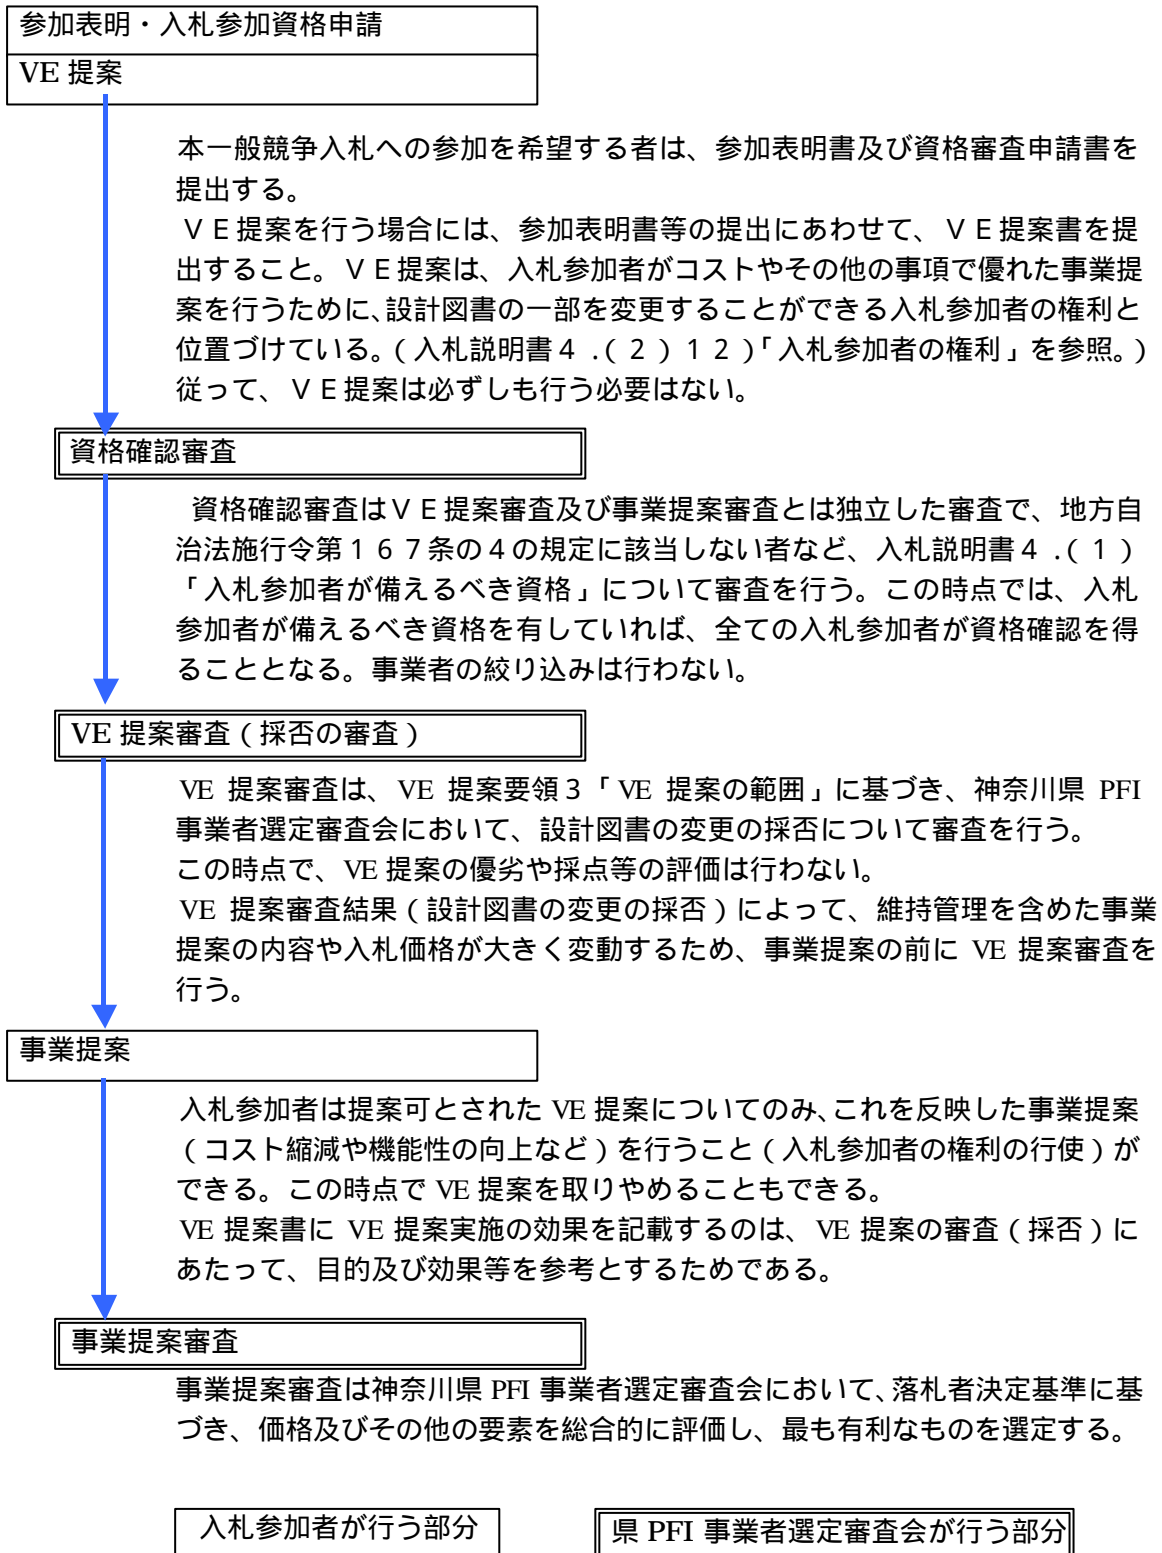 参加表明・入札参加資格申請
VE 提案
本一般競争入札への参加を希望する者は、参加表明書及び資格審査申請書を
提出する。
ＶＥ提案を行う場合には、参加表明書等の提出にあわせて、ＶＥ提案書を提
出すること。ＶＥ提案は、入札参加者がコストやその他の事項で優れた事業提
案を行うために、設計図書の一部を変更することができる入札参加者の権利と
位置づけている。（入札説明書４.（２）１２）「入札参加者の権利」を参照。）
従って、ＶＥ提案は必ずしも行う必要はない。
資格確認審査
資格確認審査はＶＥ提案審査及び事業提案審査とは独立した審査で、地方自
治法施行令第１６７条の４の規定に該当しない者など、入札説明書４.（１）
「入札参加者が備えるべき資格」について審査を行う。この時点では、入札
参加者が備えるべき資格を有していれば、全ての入札参加者が資格確認を得
ることとなる。事業者の絞り込みは行わない。
VE 提案審査（採否の審査）
VE 提案審査は、VE 提案要領３「VE 提案の範囲」に基づき、神奈川県 PFI
事業者選定審査会において、設計図書の変更の採否について審査を行う。
この時点で、VE 提案の優劣や採点等の評価は行わない。
VE 提案審査結果（設計図書の変更の採否）によって、維持管理を含めた事業
提案の内容や入札価格が大きく変動するため、事業提案の前に VE 提案審査を
行う。
事業提案
入札参加者は提案可とされた VE 提案についてのみ、これを反映した事業提案
（コスト縮減や機能性の向上など）を行うこと（入札参加者の権利の行使）が
できる。この時点で VE 提案を取りやめることもできる。
VE 提案書に VE 提案実施の効果を記載するのは、VE 提案の審査（採否）に
あたって、目的及び効果等を参考とするためである。
事業提案審査
事業提案審査は神奈川県 PFI 事業者選定審査会において、落札者決定基準に基
づき、価格及びその他の要素を総合的に評価し、最も有利なものを選定する。
入札参加者が行う部分
県 PFI 事業者選定審査会が行う部分